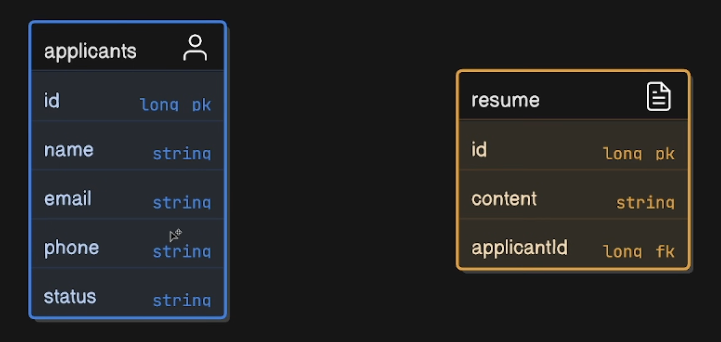 applicants
id long pk
name string
email string
phone string
status string
resume
id long pk
content string
applicantId long fk